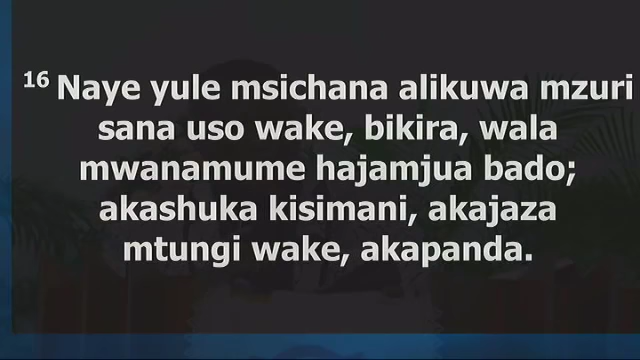 16 Naye yule msichana alikuwa mzuri
sana uso wake, bikira, wala
mwanamume hajamjua bado;
akashuka kisimani, akajaza
mtungi wake, akapanda.